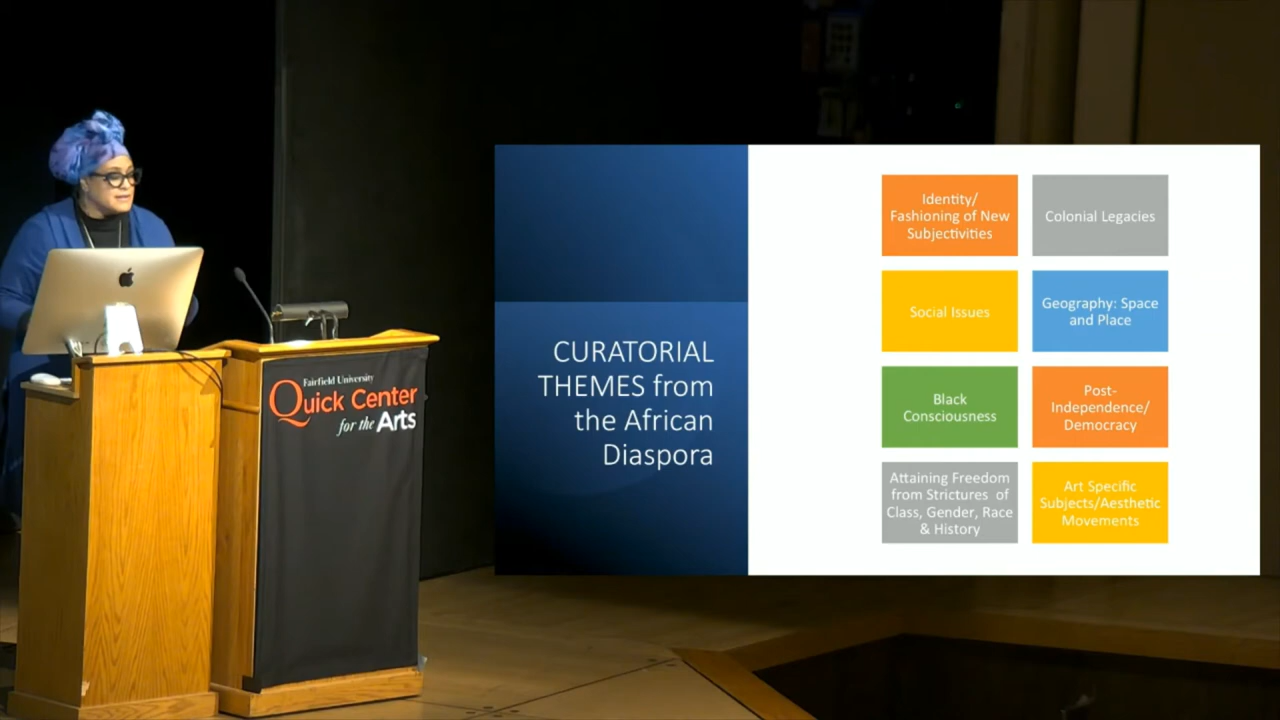 Fairfield University
Quick Center
for the Arts
CURATORIAL
THEMES from
the African
Diaspora
Identity/
Fashioning of New
Subjectivities
Colonial Legacies
Social Issues
Geography: Space
and Place
Black
Consciousness
Post-
Independence/
Democracy
Attaining Freedom
from Strictures of
Class, Gender, Race
& History
Art Specific
Subjects/Aesthetic
Movements